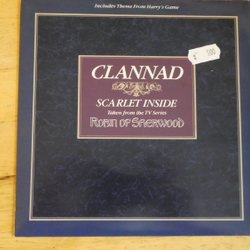 Includes Theme From Harry's Game
CLANNAD
SCARLET INSIDE
Taken from the TV Series
ROBIN OF SHERWOOD